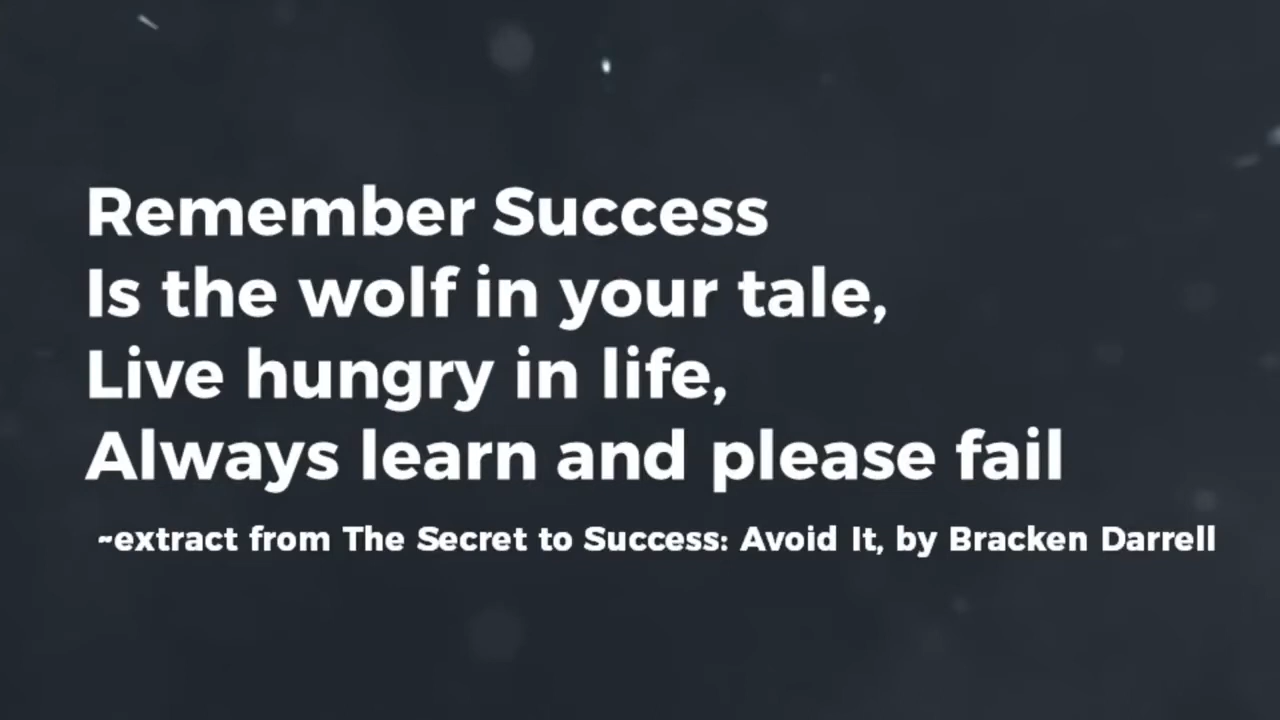 Remember Success
Is the wolf in your tale,
Live hungry in life,
Always learn and please fail
~extract from The Secret to Success: Avoid It, by Bracken Darrell